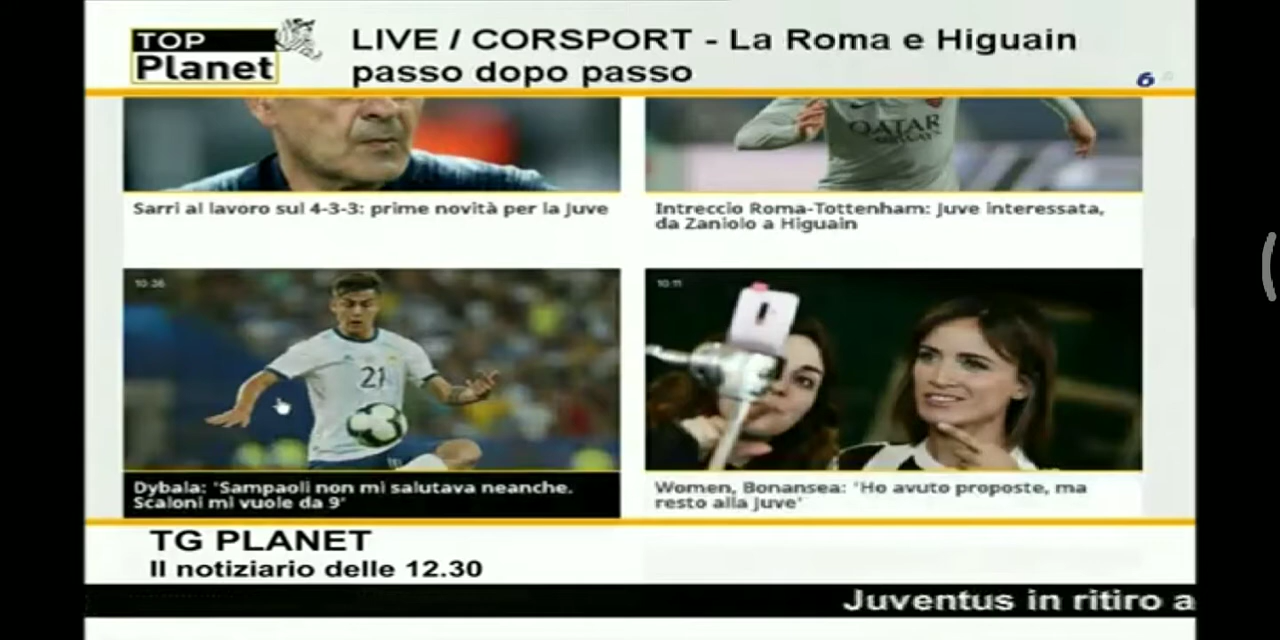 TOP
Planet
LIVE / CORSPORT - La Roma e Higuain
passo dopo passo
6
QATAR
AIRWAYS
Sarri al lavoro sul 4-3-3: prime novità per la Juve
Intreccio Roma-Tottenham: Juve interessata,
da Zaniolo a Higuain
10:36
21
10:11
Dybala: 'Sampaoli non mi salutava neanche.
Scaloni mi vuole da 9'
Women, Bonansea: 'Ho avuto proposte, ma
resto alla Juve'
TG PLANET
Il notiziario delle 12.30
Juventus in ritiro a